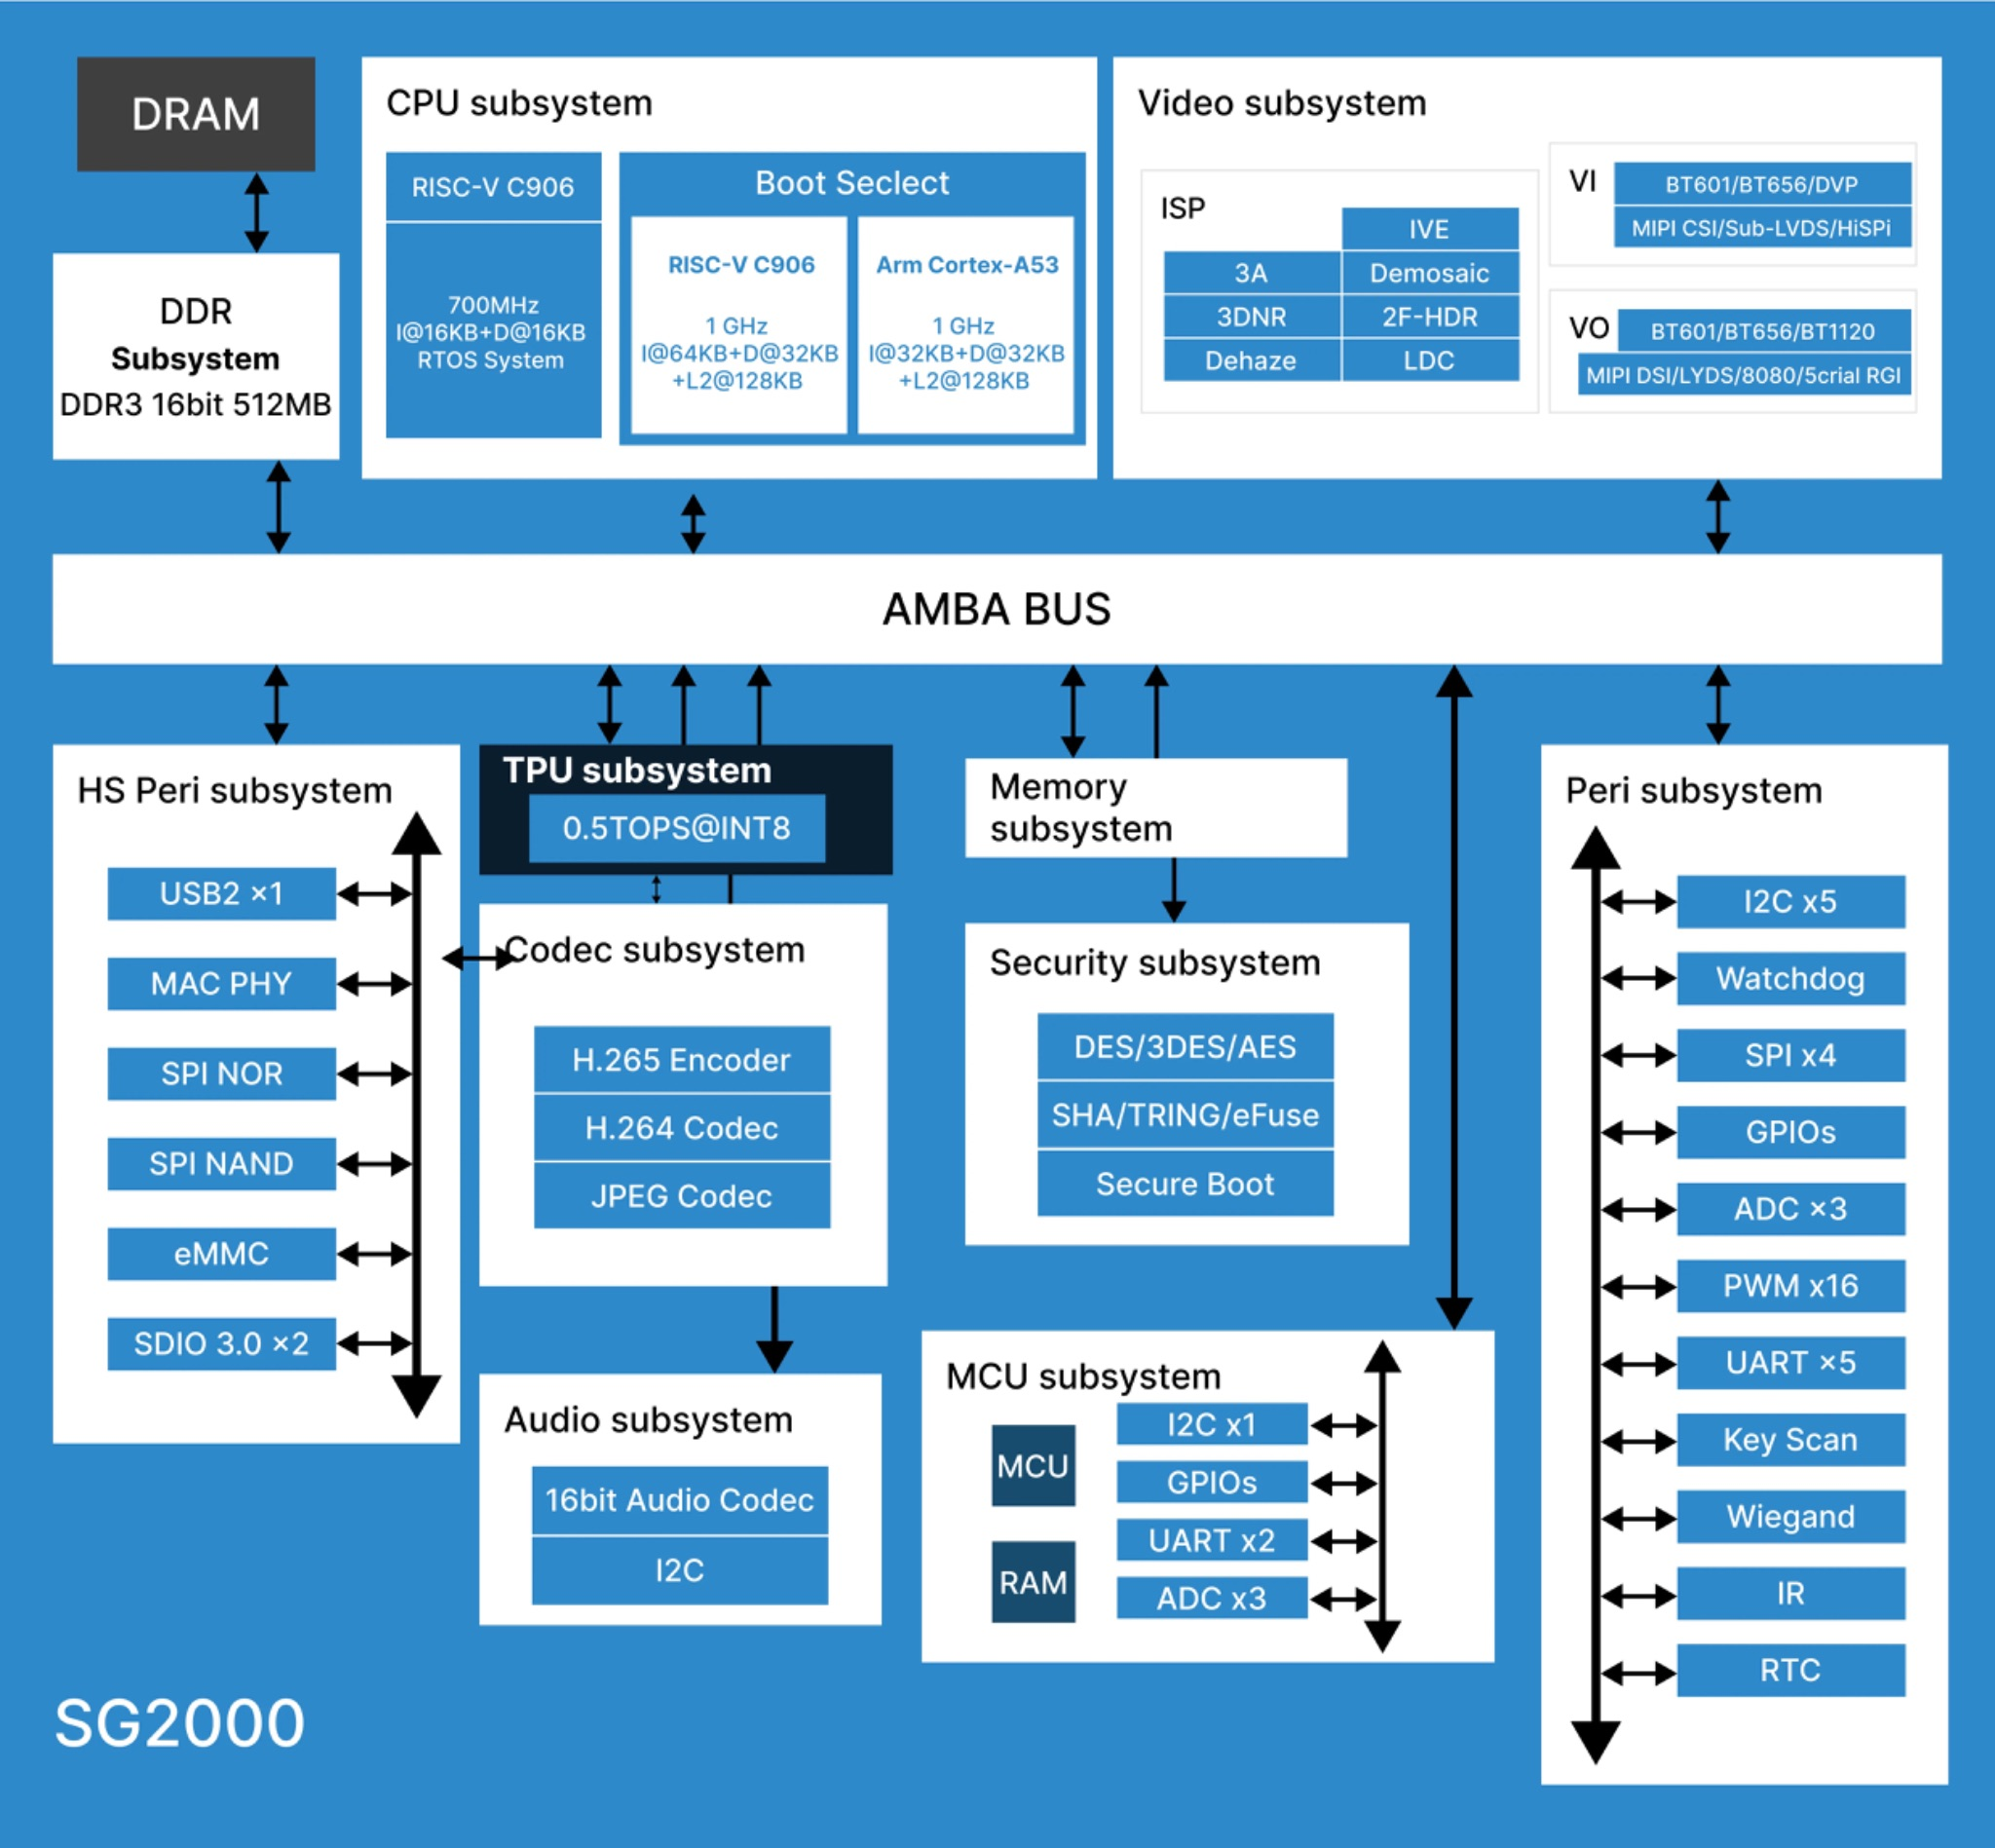 DRAM
DDR
Subsystem
DDR3 16bit 512MB
CPU subsystem
RISC-V C906
700MHz
I@16KB+D@16KB
RTOS System
Boot Seclect
RISC-V C906
1 GHz
I@64KB+D@32KB
+L2@128KB
Arm Cortex-A53
1 GHz
I@32KB+D@32KB
+L2@128KB
Video subsystem
ISP
IVE
3A
Demosaic
3DNR
2F-HDR
Dehaze
LDC
VI
BT601/BT656/DVP
MIPI CSI/Sub-LVDS/HiSPi
VO
BT601/BT656/BT1120
MIPI DSI/LYDS/8080/5crial RGI
AMBA BUS
HS Peri subsystem
USB2 ×1
MAC PHY
SPI NOR
SPI NAND
eMMC
SDIO 3.0 ×2
TPU subsystem
0.5TOPS@INT8
Codec subsystem
H.265 Encoder
H.264 Codec
JPEG Codec
Audio subsystem
16bit Audio Codec
I2C
Memory
subsystem
Security subsystem
DES/3DES/AES
SHA/TRING/eFuse
Secure Boot
MCU subsystem
MCU
RAM
I2C x1
GPIOs
UART x2
ADC x3
Peri subsystem
I2C x5
Watchdog
SPI x4
GPIOs
ADC ×3
PWM x16
UART ×5
Key Scan
Wiegand
IR
RTC
SG2000